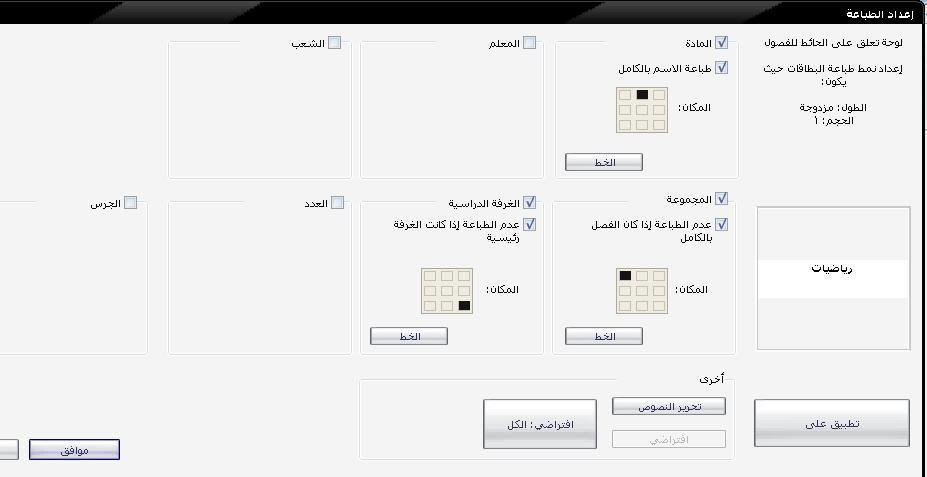 إعداد الطباعة
لوحة تعلق على الحائط للفصول
إعداد نمط طباعة البطاقات حيث
يكون:
الطول: مزدوجة
الحجم: ١
المادة
طباعة الاسم بالكامل
المكان:
الخط
المعلم
الشعب
المجموعة
عدم الطباعة إذا كان الفصل
بالكامل
المكان:
الخط
الغرفة الدراسية
عدم الطباعة إذا كانت الغرفة
رئيسية
المكان:
الخط
العدد
الجرس
رياضيات
تطبيق على
أخرى
تحرير النصوص
افتراضي
افتراضي: الكل
موافق